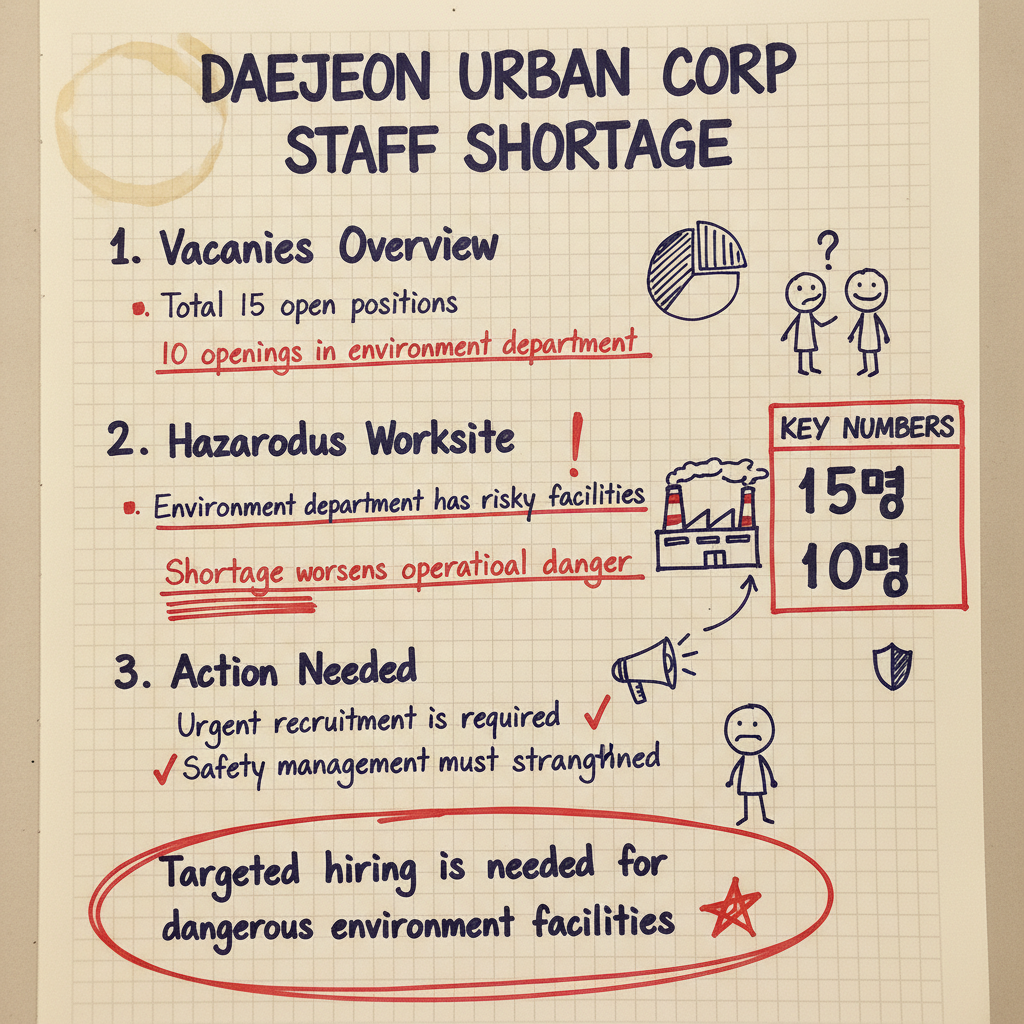 DAEJEON URBAN CORP
STAFF SHORTAGE
1. Vacanies Overview
Total 15 open positions
10 openings in environment department
?
2. Hazarodus Worksite !
Environment department has risky facilities
Shortage worsens operatioal danger
KEY NUMBERS
15명
10명
3. Action Needed
Urgent recruitment is required
Safety management must strangthned
Targeted hiring is needed for
dangerous environment facilities